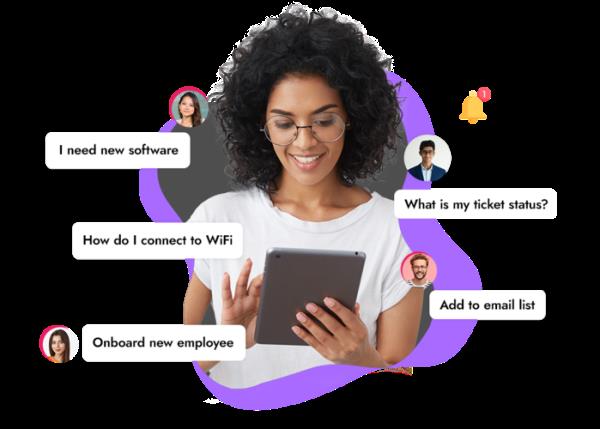 1
I need new software
What is my ticket status?
How do I connect to WiFi
Add to email list
Onboard new employee